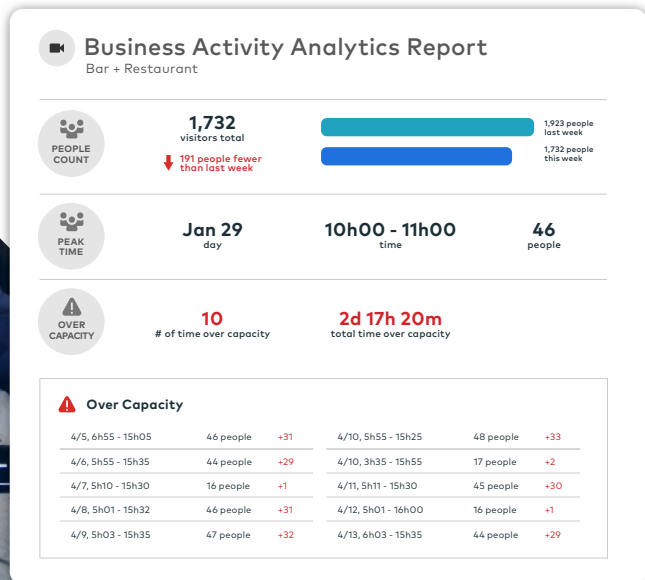 Business Activity Analytics Report
Bar + Restaurant
PEOPLE
COUNT
1,732
visitors total
191 people fewer
than last week
1,923 people
last week
1,732 people
this week
PEAK
TIME
Jan 29
day
10h00 - 11h00
time
46
people
OVER
CAPACITY
10
# of time over capacity
2d 17h 20m
total time over capacity
Over Capacity
4/5, 6h55 - 15h05 46 people +31
4/6, 5h55 - 15h35 44 people +29
4/7, 5h10 - 15h30 16 people +1
4/8, 5h01 - 15h32 46 people +31
4/9, 5h03 - 15h35 47 people +32
4/10, 5h55 - 15h25 48 people +33
4/10, 3h35 - 15h55 17 people +2
4/11, 5h11 - 15h30 45 people +30
4/12, 5h01 - 16h00 16 people +1
4/13, 6h03 - 15h35 44 people +29